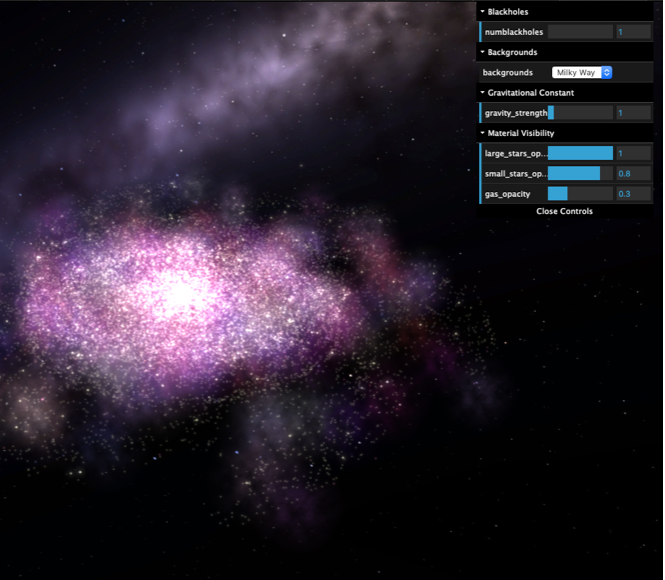 Blackholes
numblackholes 1
Backgrounds
backgrounds Milky Way
Gravitational Constant
gravity_strength 1
Material Visibility
large_stars_op... 1
small_stars_op... 0.8
gas_opacity 0.3
Close Controls